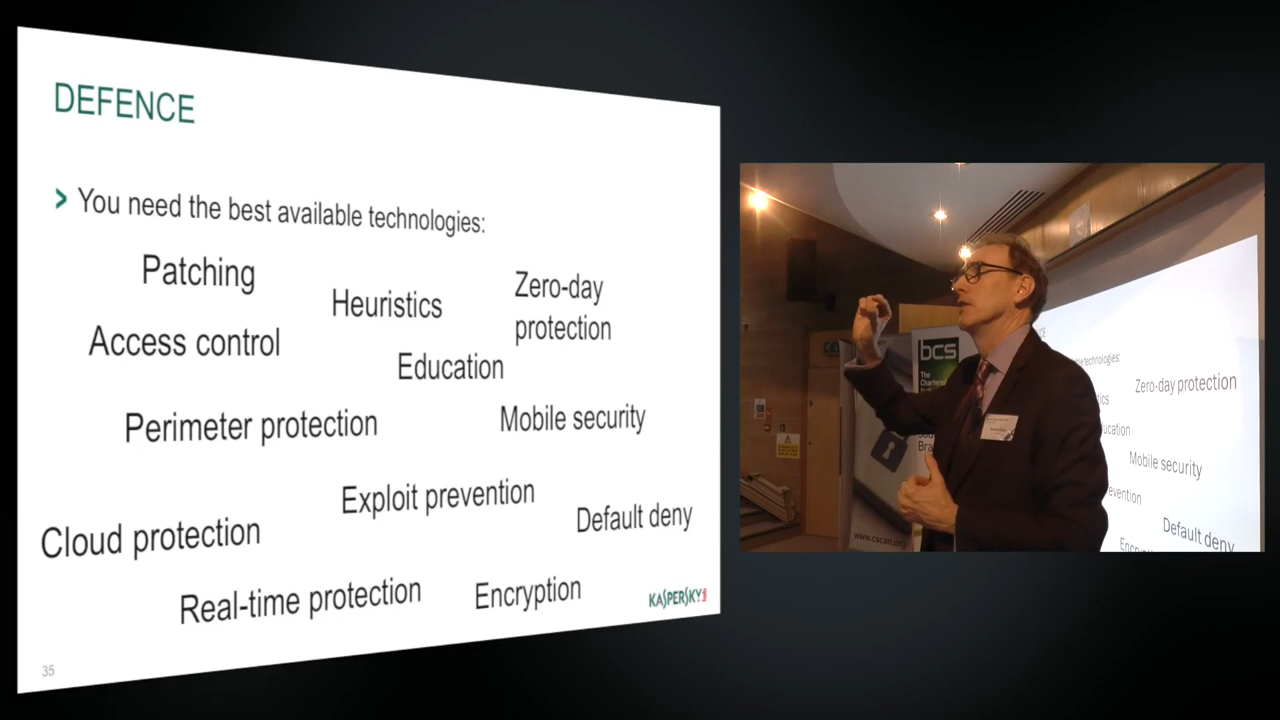 DEFENCE
> You need the best available technologies:
Patching
Heuristics
Zero-day
protection
Access control
Education
Perimeter protection
Mobile security
Exploit prevention
Default deny
Cloud protection
Real-time protection
Encryption
KASPERSKY lab
35
bcs
The
www.cscan.org
technologies:
Zero-day protection
Mobile security
Default deny